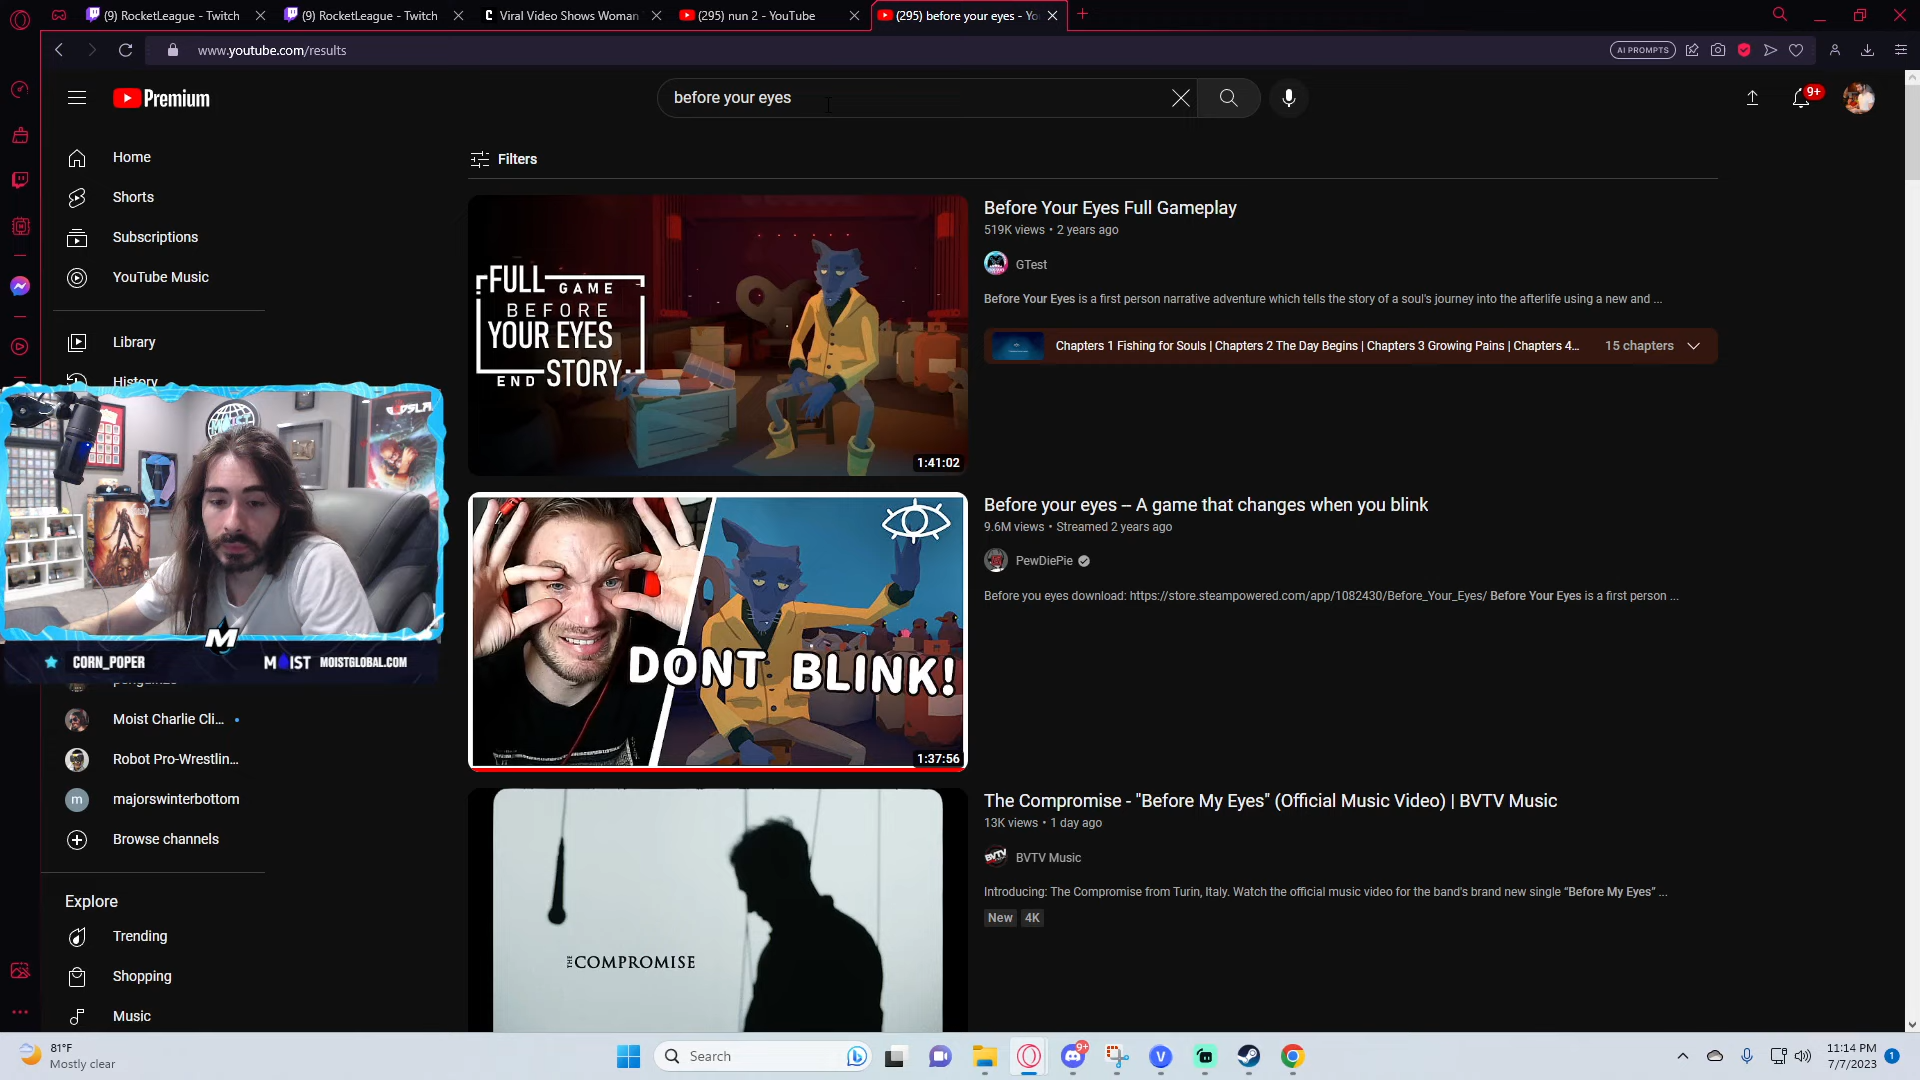 (9) RocketLeague - Twitch
(9) RocketLeague - Twitch
Viral Video Shows Woman
(295) nun 2 - YouTube
(295) before your eyes - Yo
www.youtube.com/results
AI PROMPTS
Premium
before your eyes
9+
Home
Shorts
Subscriptions
YouTube Music
Library
History
Filters
FULL GAME
BEFORE
YOUR EYES
END STORY
1:41:02
Before Your Eyes Full Gameplay
519K views • 2 years ago
GTest
Before Your Eyes is a first person narrative adventure which tells the story of a soul's journey into the afterlife using a new and ...
Chapters 1 Fishing for Souls | Chapters 2 The Day Begins | Chapters 3 Growing Pains | Chapters 4... 15 chapters
DONT BLINK!
1:37:56
Before your eyes – A game that changes when you blink
9.6M views • Streamed 2 years ago
PewDiePie
Before you eyes download: https://store.steampowered.com/app/1082430/Before_Your_Eyes/ Before Your Eyes is a first person ...
THE COMPROMISE
The Compromise - "Before My Eyes" (Official Music Video) | BVTV Music
13K views • 1 day ago
BVTV
BVTV Music
Introducing: The Compromise from Turin, Italy. Watch the official music video for the band's brand new single “Before My Eyes” ...
New 4K
M
CORN_POPER
MOIST MOISTGLOBAL.COM
Moist Charlie Cli...
Robot Pro-Wrestlin...
m majorswinterbottom
Browse channels
Explore
Trending
Shopping
Music
81°F
Mostly clear
Search
9+
V
11:14 PM
7/7/2023
1